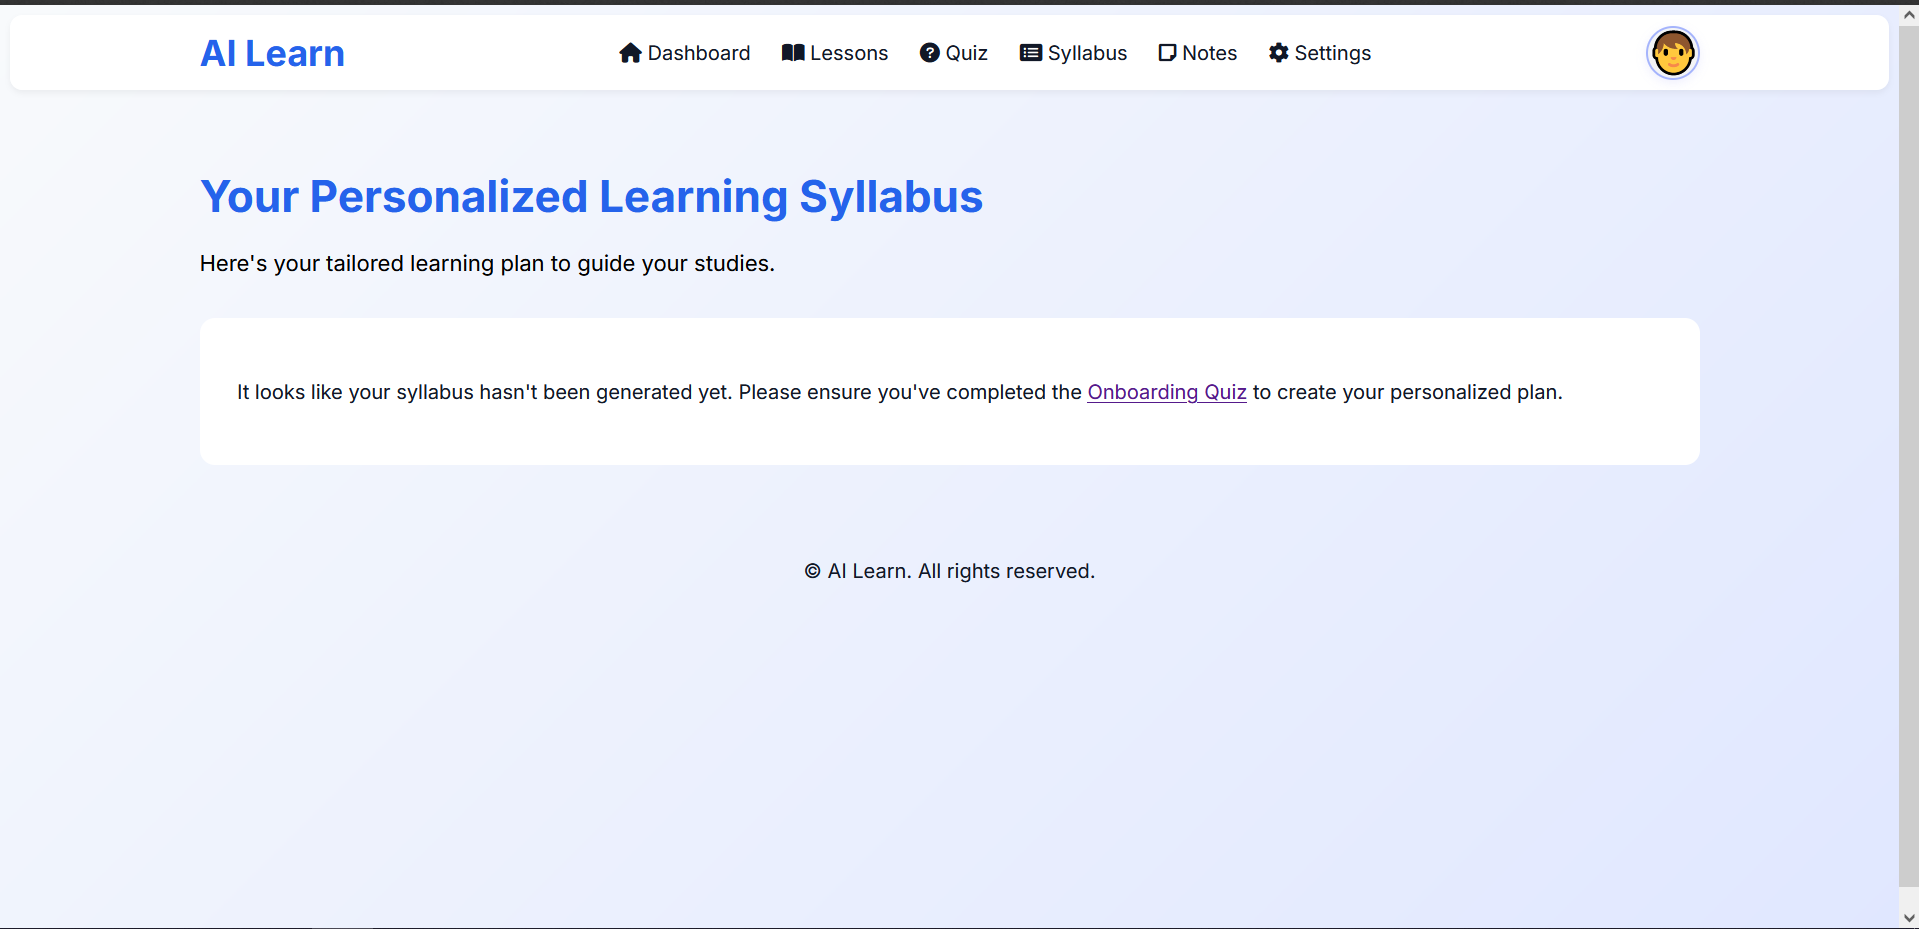 AI Learn
Dashboard
Lessons
Quiz
Syllabus
Notes
Settings
Your Personalized Learning Syllabus
Here's your tailored learning plan to guide your studies.
It looks like your syllabus hasn't been generated yet. Please ensure you've completed the Onboarding Quiz to create your personalized plan.
© AI Learn. All rights reserved.